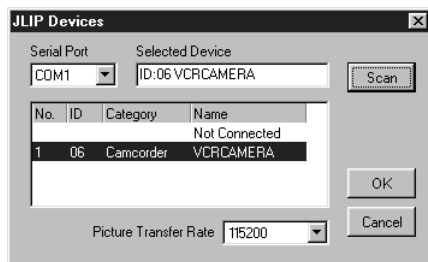 JLIP Devices
Serial Port Selected Device
COM1 ID:06 VCRCAMERA Scan
No. ID Category Name
Not Connected
1 06 Camcorder VCRCAMERA
OK
Picture Transfer Rate 115200 Cancel